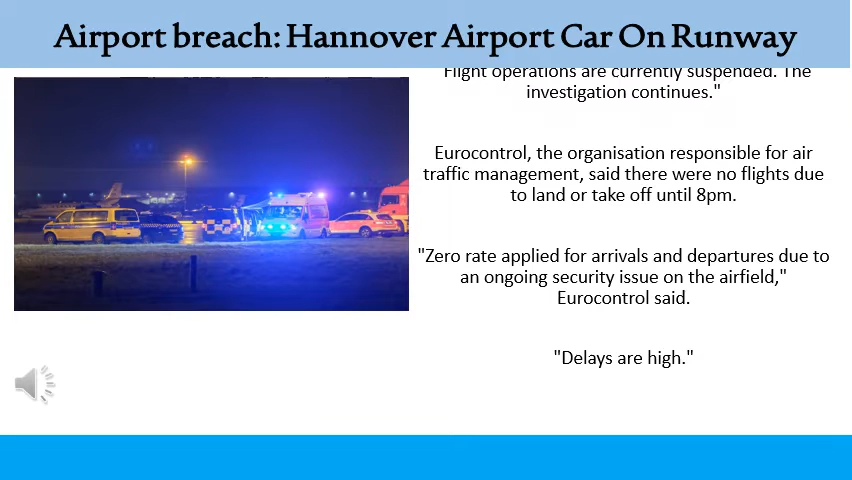 Airport breach: Hannover Airport Car On Runway
Flight operations are currently suspended. The
investigation continues."
Eurocontrol, the organisation responsible for air
traffic management, said there were no flights due
to land or take off until 8pm.
"Zero rate applied for arrivals and departures due to
an ongoing security issue on the airfield,"
Eurocontrol said.
"Delays are high."